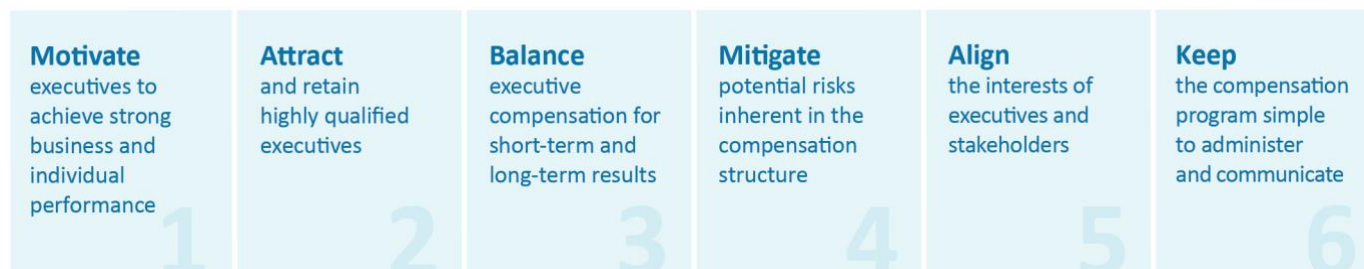 Motivate
executives to
achieve strong
business and
individual
performance
1
Attract
and retain
highly qualified
executives
2
Balance
executive
compensation for
short-term and
long-term results
3
Mitigate
potential risks
inherent in the
compensation
structure
4
Align
the interests of
executives and
stakeholders
5
Keep
the compensation
program simple
to administer
and communicate
6